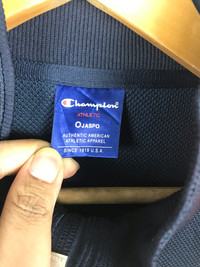 Champion
ATHLETIC
OJASPO
AUTHENTIC AMERICAN
ATHLETIC APPAREL
SINCE 1919 U.S.A.